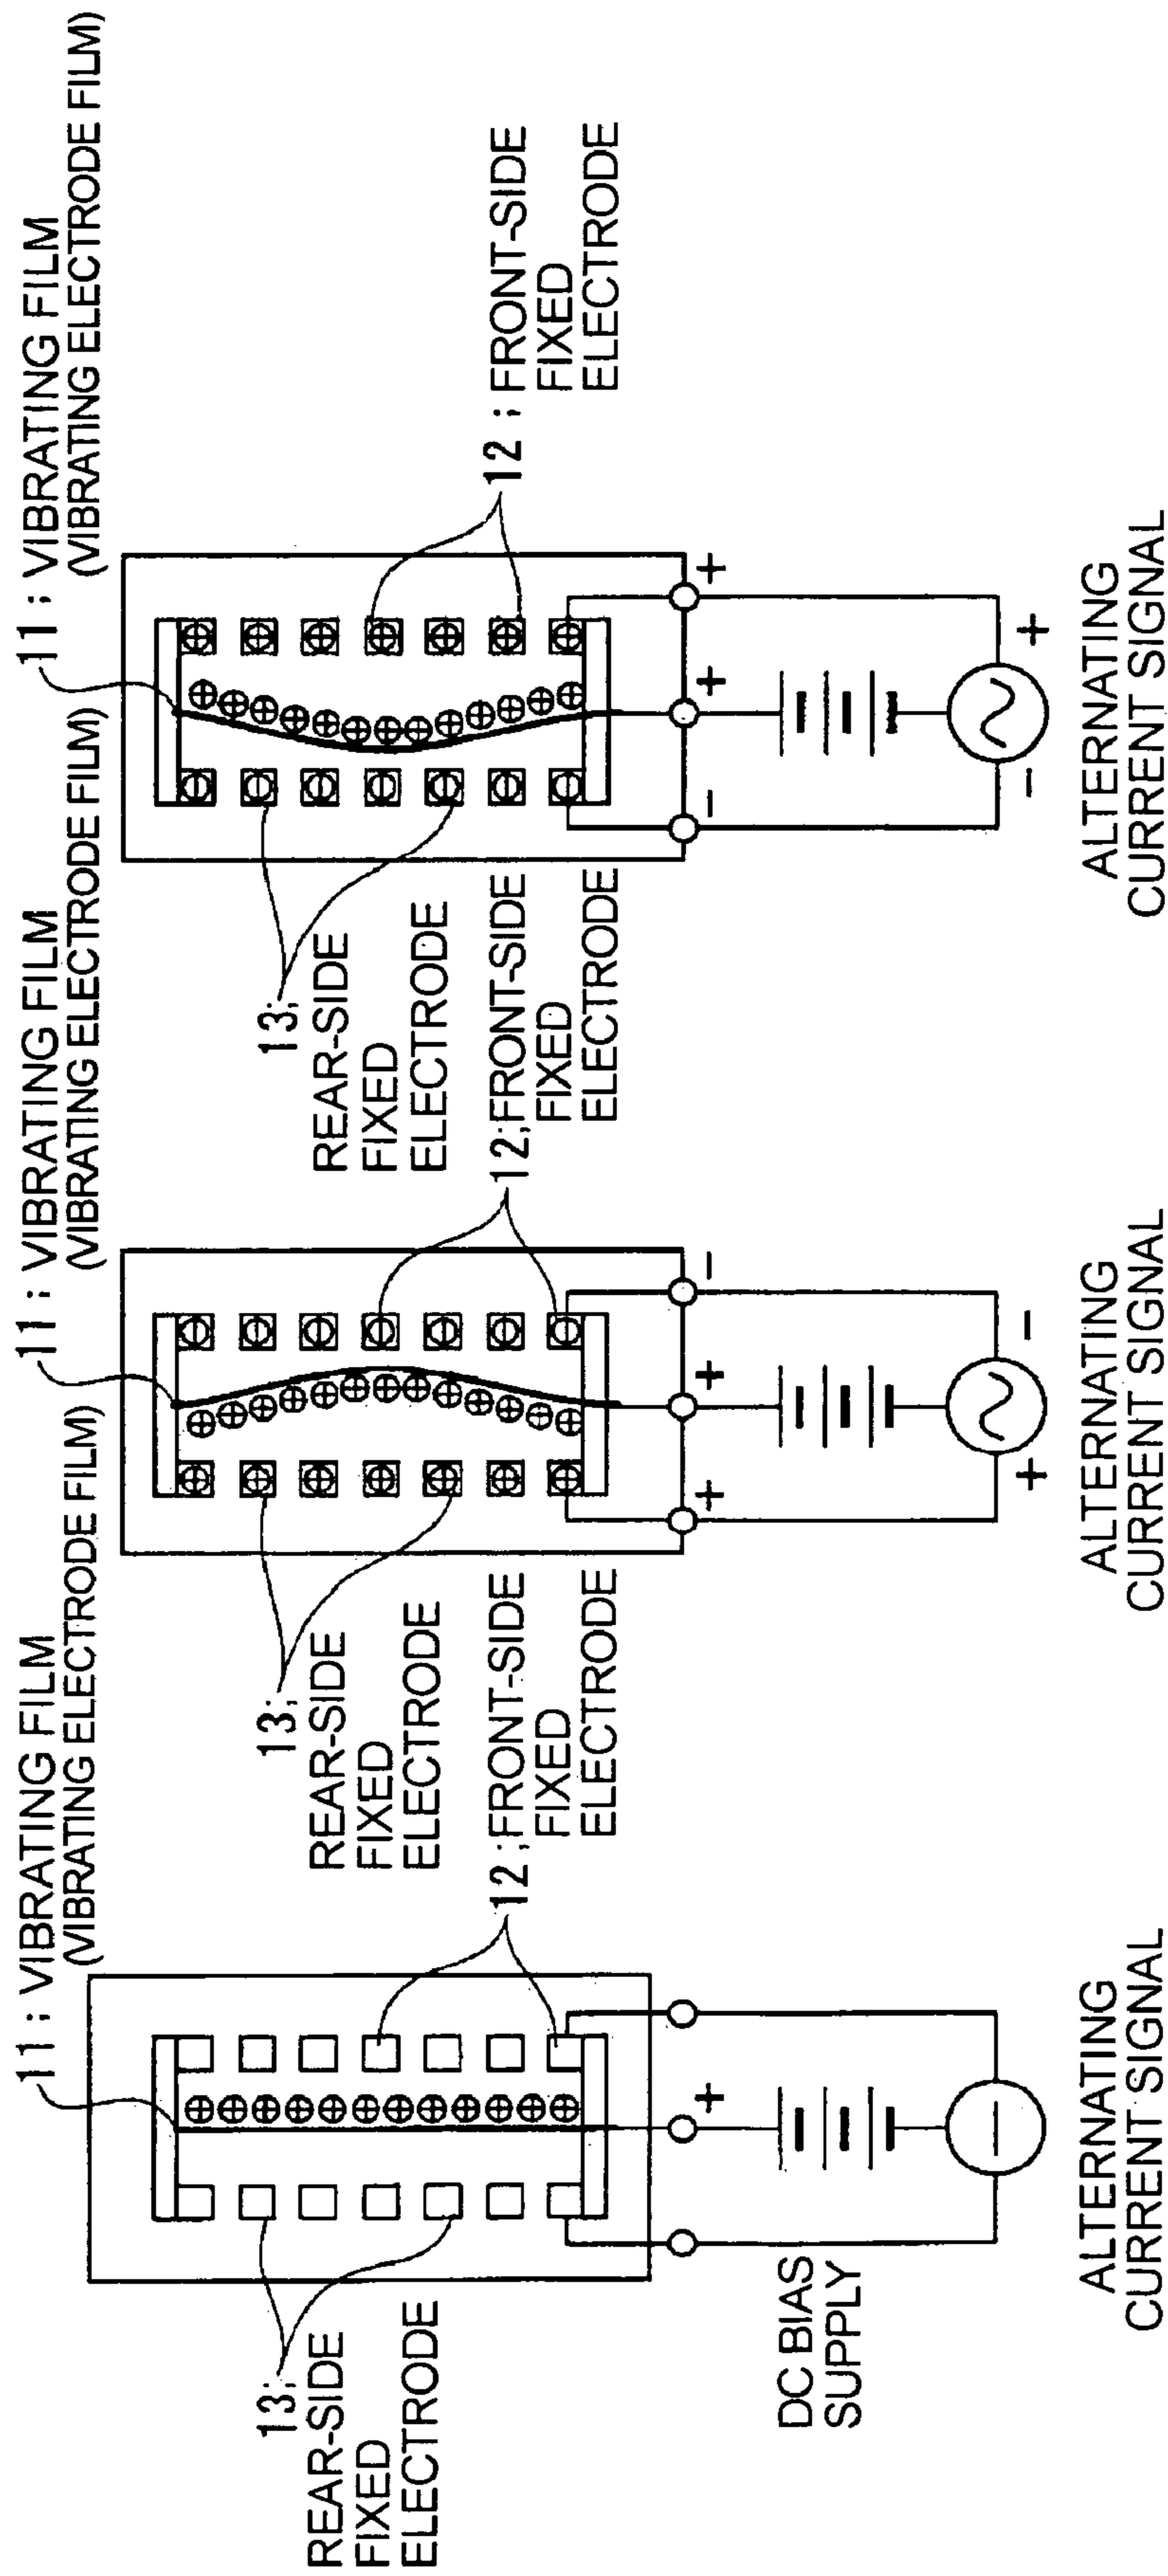 11 ; VIBRATING FILM
(VIBRATING ELECTRODE FILM)
13;
REAR-SIDE
FIXED
ELECTRODE
12 ;FRONT-SIDE
FIXED
ELECTRODE
+
DC BIAS
SUPPLY
ALTERNATING
CURRENT SIGNAL
11 ; VIBRATING FILM
(VIBRATING ELECTRODE FILM)
13;
REAR-SIDE
FIXED
ELECTRODE
12;FRONT-SIDE
FIXED
ELECTRODE
+ + −
+ −
ALTERNATING
CURRENT SIGNAL
11 ; VIBRATING FILM
(VIBRATING ELECTRODE FILM)
13;
REAR-SIDE
FIXED
ELECTRODE
12 ; FRONT-SIDE
FIXED
ELECTRODE
− + +
− +
ALTERNATING
CURRENT SIGNAL